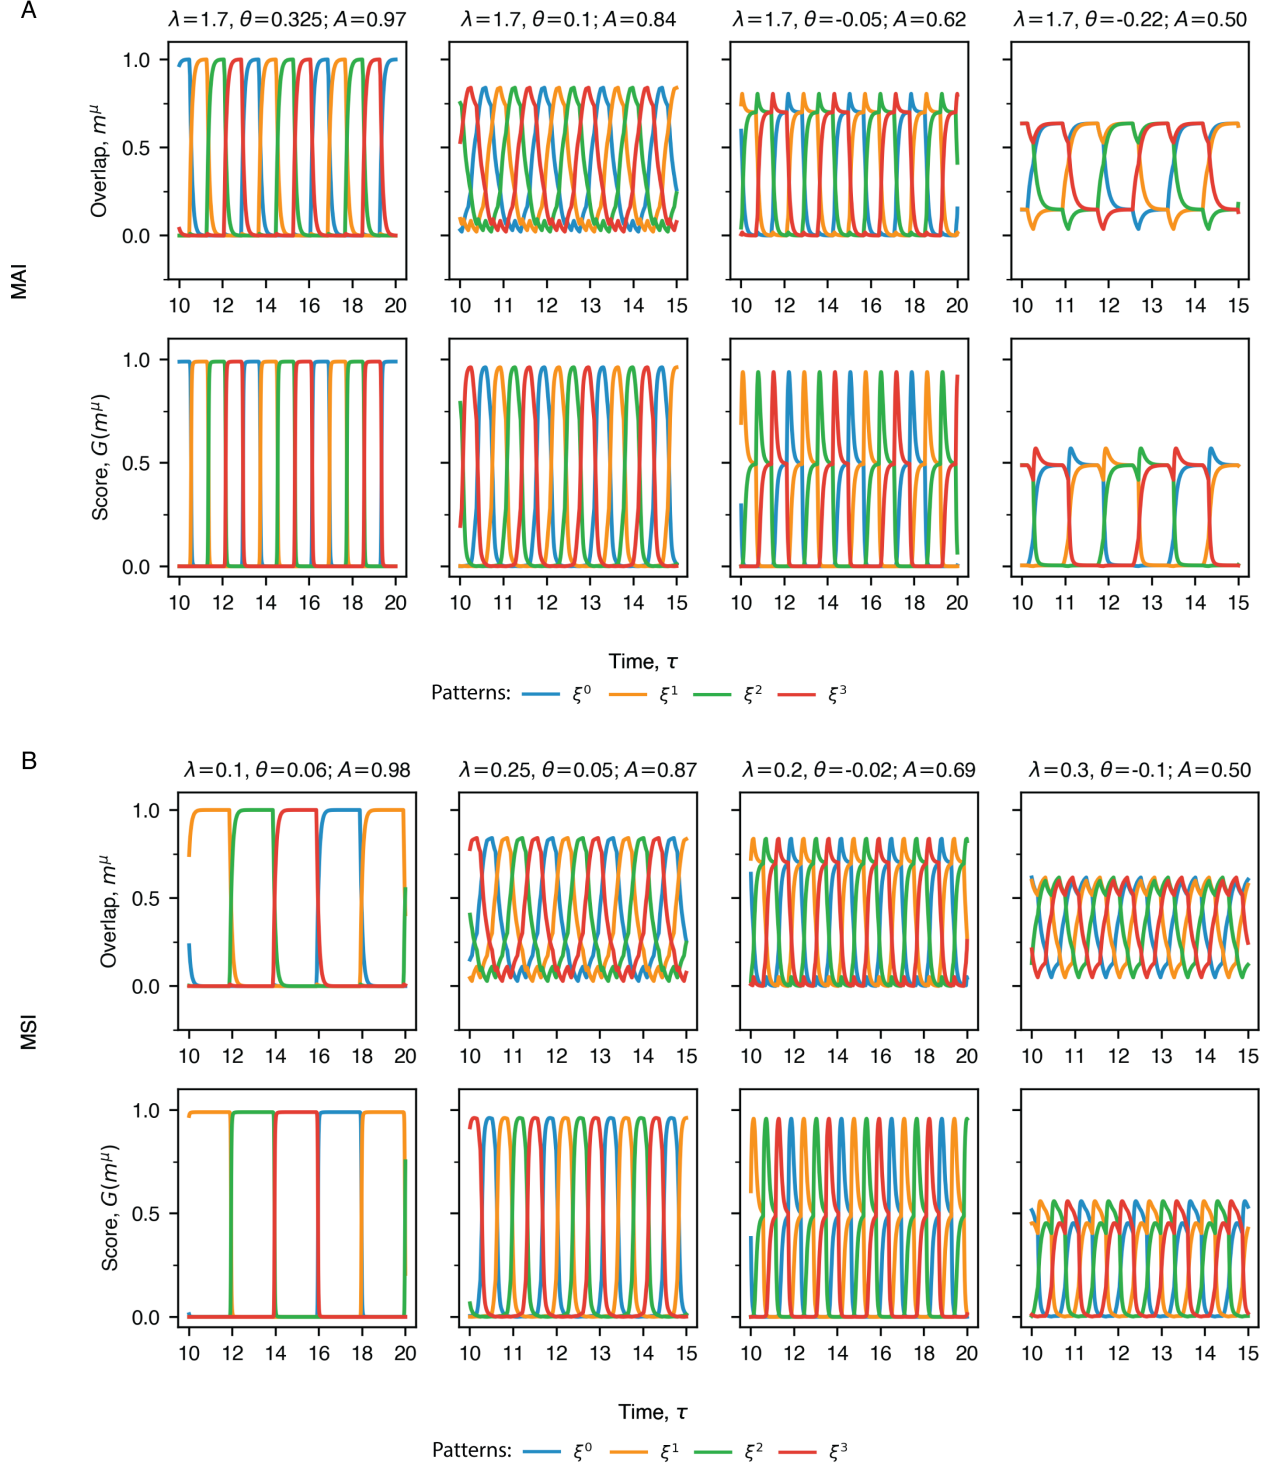 A
λ=1.7, θ=0.325; A=0.97 λ=1.7, θ=0.1; A=0.84 λ=1.7, θ=-0.05; A=0.62 λ=1.7, θ=-0.22; A=0.50
MAI
Overlap, m^μ
1.0
0.5
0.0
10 12 14 16 18 20 10 11 12 13 14 15 10 12 14 16 18 20 10 11 12 13 14 15
Score, G(m^μ)
1.0
0.5
0.0
10 12 14 16 18 20 10 11 12 13 14 15 10 12 14 16 18 20 10 11 12 13 14 15
Time, τ
Patterns: ξ^0 ξ^1 ξ^2 ξ^3
B
λ=0.1, θ=0.06; A=0.98 λ=0.25, θ=0.05; A=0.87 λ=0.2, θ=-0.02; A=0.69 λ=0.3, θ=-0.1; A=0.50
MSI
Overlap, m^μ
1.0
0.5
0.0
10 12 14 16 18 20 10 11 12 13 14 15 10 12 14 16 18 20 10 11 12 13 14 15
Score, G(m^μ)
1.0
0.5
0.0
10 12 14 16 18 20 10 11 12 13 14 15 10 12 14 16 18 20 10 11 12 13 14 15
Time, τ
Patterns: ξ^0 ξ^1 ξ^2 ξ^3